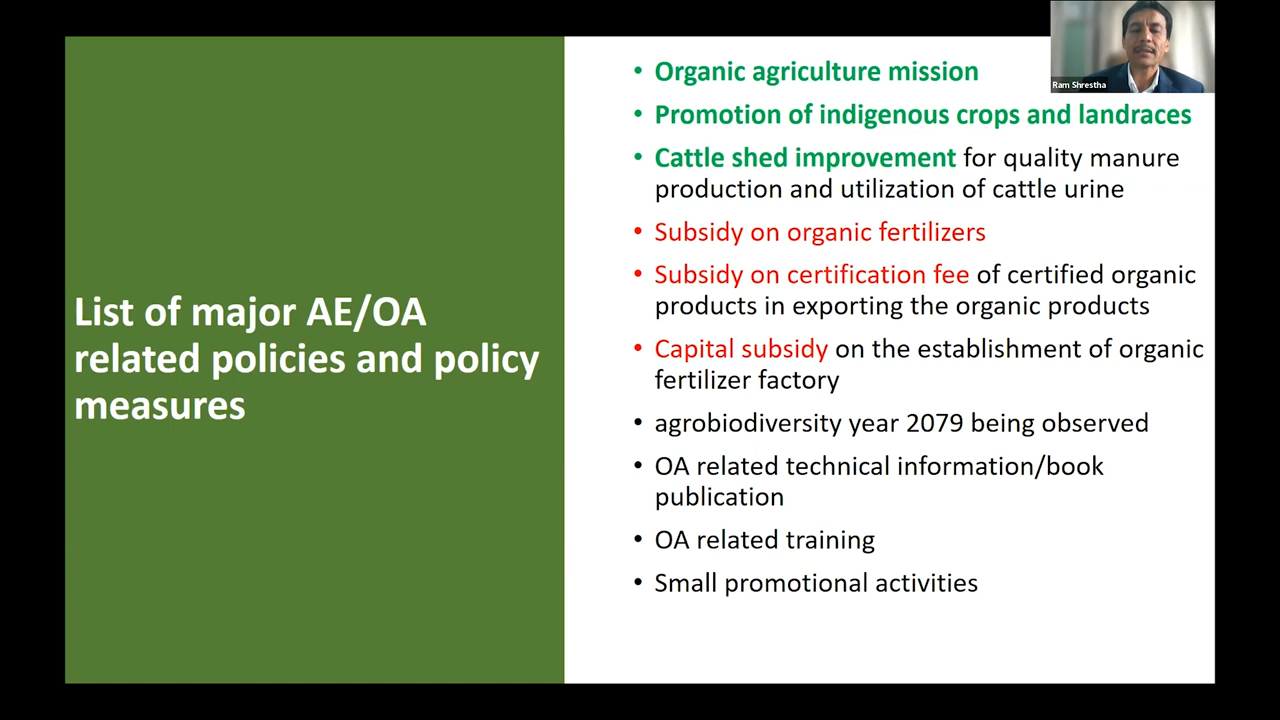 List of major AE/OA
related policies and policy
measures
• Organic agriculture mission
• Promotion of indigenous crops and landraces
• Cattle shed improvement for quality manure
production and utilization of cattle urine
• Subsidy on organic fertilizers
• Subsidy on certification fee of certified organic
products in exporting the organic products
• Capital subsidy on the establishment of organic
fertilizer factory
• agrobiodiversity year 2079 being observed
• OA related technical information/book
publication
• OA related training
• Small promotional activities
Ram Shrestha